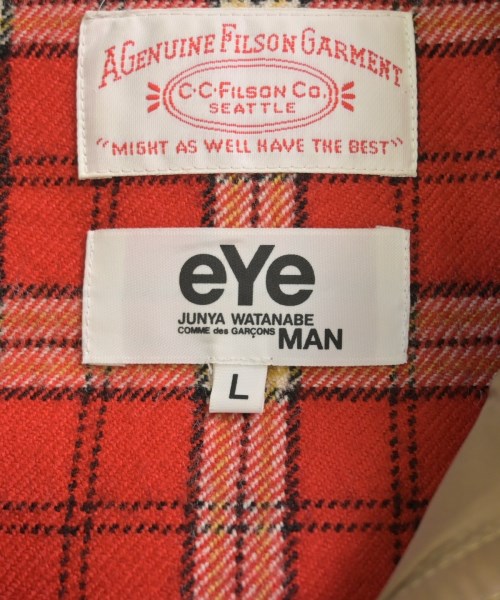 A GENUINE FILSON GARMENT
C·C·FILSON CO.
SEATTLE
"MIGHT AS WELL HAVE THE BEST"
eYe
JUNYA WATANABE
COMME des GARÇONS MAN
L